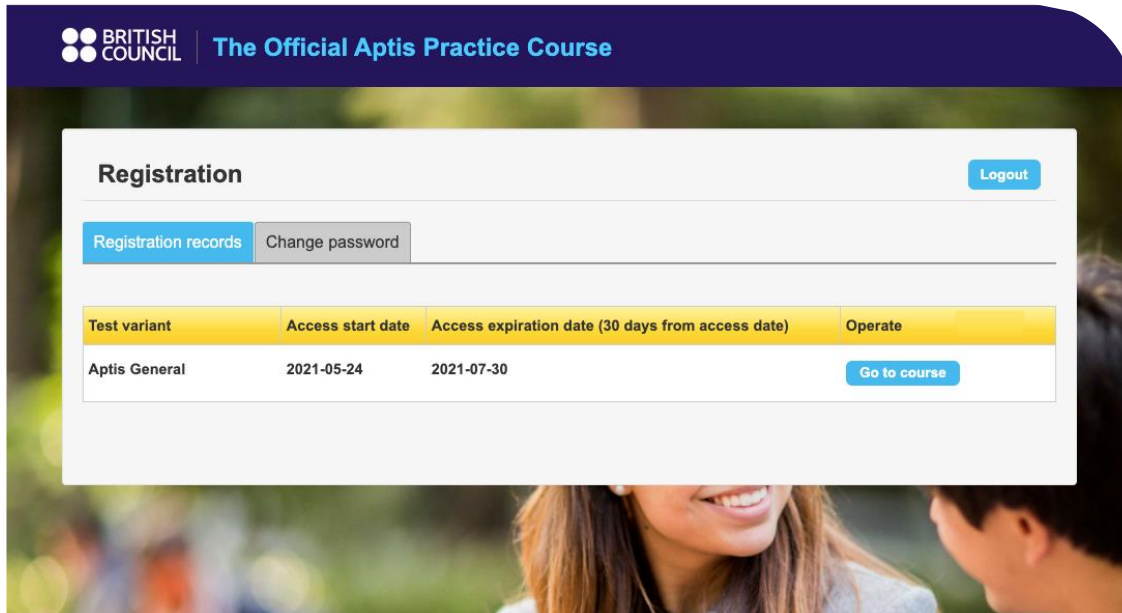 BRITISH
COUNCIL
The Official Aptis Practice Course
Registration
Logout
Registration records Change password
Test variant Access start date Access expiration date (30 days from access date) Operate
Aptis General 2021-05-24 2021-07-30 Go to course